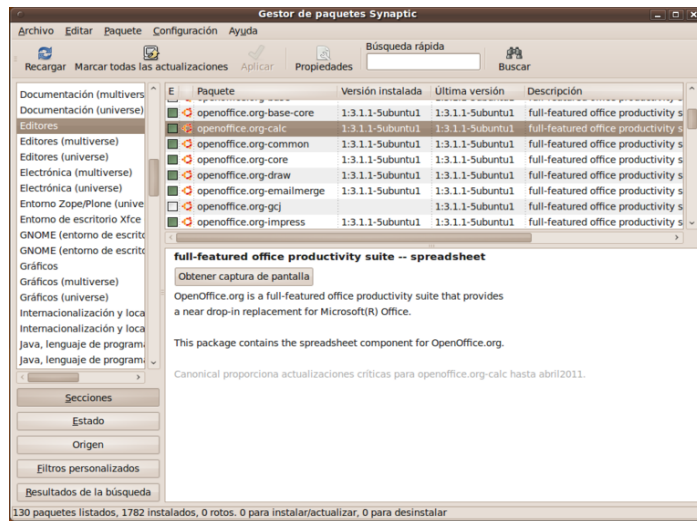 Gestor de paquetes Synaptic
Archivo Editar Paquete Configuración Ayuda
Recargar Marcar todas las actualizaciones Aplicar Propiedades Búsqueda rápida Buscar
Documentación (multivers
Documentación (universe)
Editores
Editores (multiverse)
Editores (universe)
Electrónica (multiverse)
Electrónica (universe)
Entorno Zope/Plone (unive
Entorno de escritorio Xfce
GNOME (entorno de escrito
GNOME (entorno de escrito
Gráficos
Gráficos (multiverse)
Gráficos (universe)
Internacionalización y loca
Internacionalización y loca
Java, lenguaje de program
Java, lenguaje de program
Secciones
Estado
Origen
Filtros personalizados
Resultados de la búsqueda
E Paquete Versión instalada Última versión Descripción
openoffice.org-base-core 1:3.1.1-5ubuntu1 1:3.1.1-5ubuntu1 full-featured office productivity s
openoffice.org-calc 1:3.1.1-5ubuntu1 1:3.1.1-5ubuntu1 full-featured office productivity s
openoffice.org-common 1:3.1.1-5ubuntu1 1:3.1.1-5ubuntu1 full-featured office productivity s
openoffice.org-core 1:3.1.1-5ubuntu1 1:3.1.1-5ubuntu1 full-featured office productivity s
openoffice.org-draw 1:3.1.1-5ubuntu1 1:3.1.1-5ubuntu1 full-featured office productivity s
openoffice.org-emailmerge 1:3.1.1-5ubuntu1 1:3.1.1-5ubuntu1 full-featured office productivity s
openoffice.org-gcj 1:3.1.1-5ubuntu1 full-featured office productivity s
openoffice.org-impress 1:3.1.1-5ubuntu1 1:3.1.1-5ubuntu1 full-featured office productivity s
full-featured office productivity suite -- spreadsheet
Obtener captura de pantalla
OpenOffice.org is a full-featured office productivity suite that provides
a near drop-in replacement for Microsoft(R) Office.
This package contains the spreadsheet component for OpenOffice.org.
Canonical proporciona actualizaciones críticas para openoffice.org-calc hasta abril2011.
130 paquetes listados, 1782 instalados, 0 rotos. 0 para instalar/actualizar, 0 para desinstalar